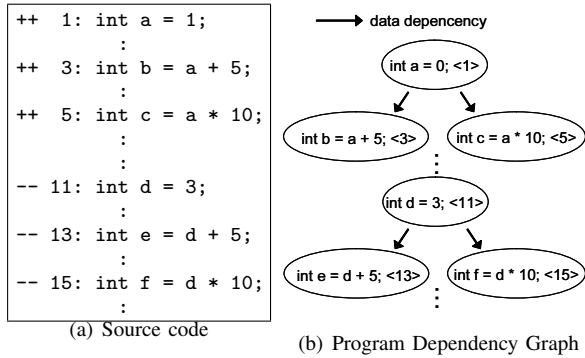 ++ 1: int a = 1;
:
++ 3: int b = a + 5;
:
++ 5: int c = a * 10;
:
:
-- 11: int d = 3;
:
-- 13: int e = d + 5;
:
-- 15: int f = d * 10;
:
(a) Source code
data depencency
int a = 0; <1>
int b = a + 5; <3>
int c = a * 10; <5>
int d = 3; <11>
int e = d + 5; <13>
int f = d * 10; <15>
(b) Program Dependency Graph